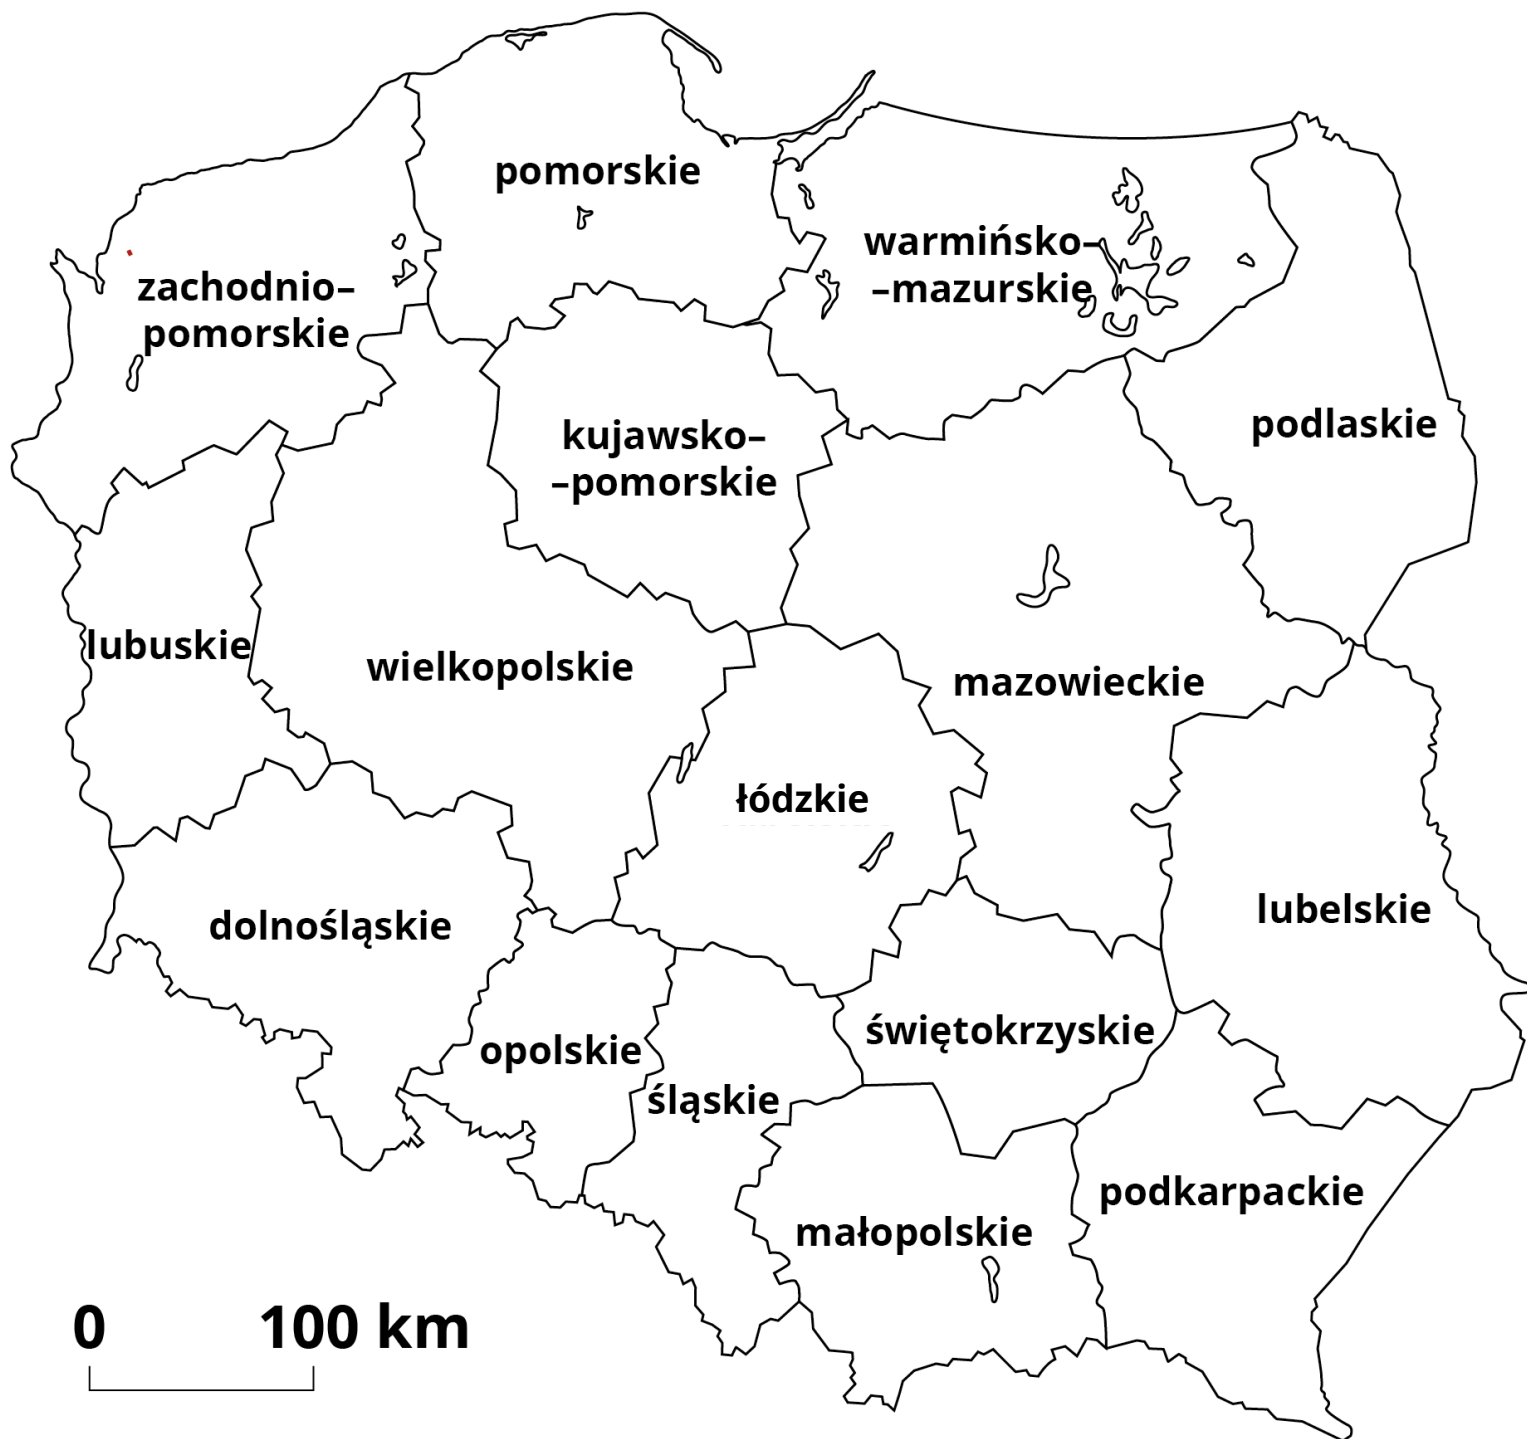 pomorskie
warmińsko–
–mazurskie
zachodnio–
pomorskie
podlaskie
kujawsko–
–pomorskie
lubuskie
wielkopolskie
mazowieckie
łódzkie
lubelskie
dolnośląskie
świętokrzyskie
opolskie
śląskie
podkarpackie
małopolskie
0 100 km